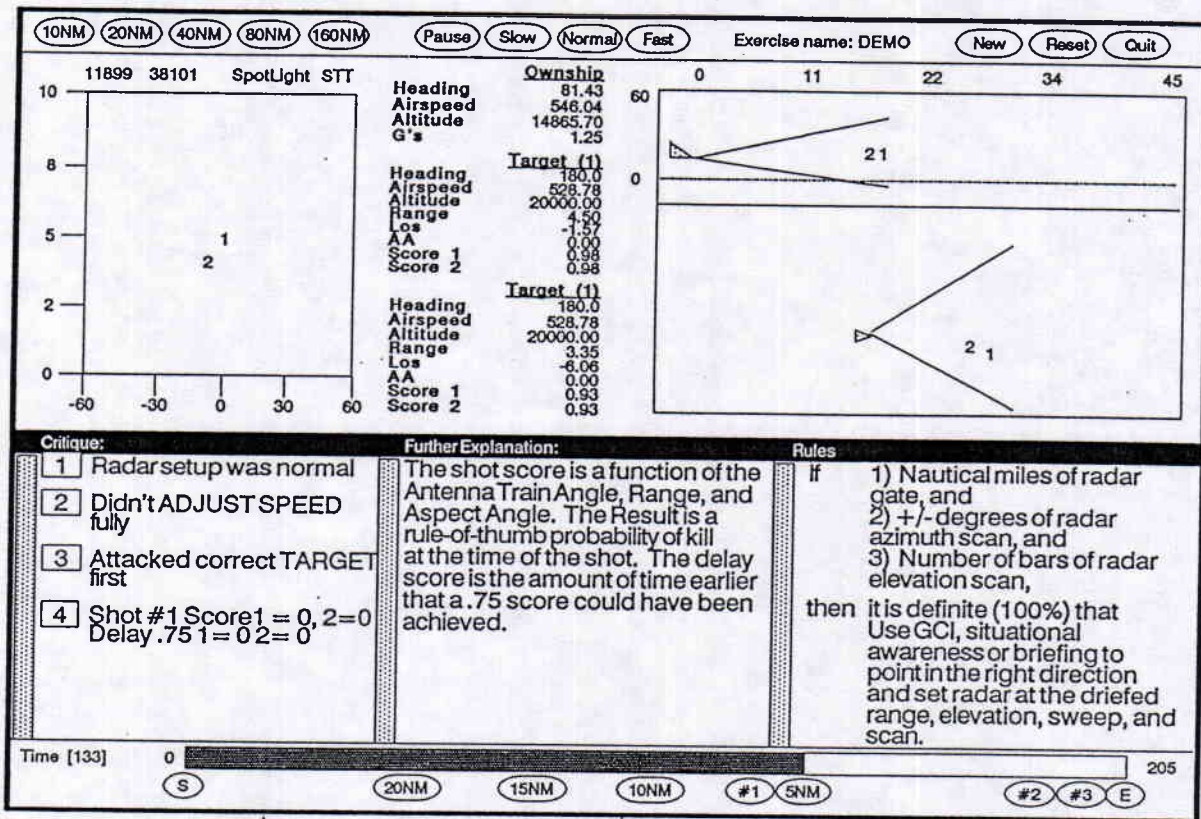 10NM 20NM 40NM 80NM 160NM Pause Slow Normal Fast Exercise name: DEMO New Reset Quit
11899 38101 SpotLight STT
10
8
5
2
0
-60 -30 0 30 60
1
2
Ownship
Heading 81.43
Airspeed 546.04
Altitude 14865.70
G's 1.25
Target (1)
Heading 180.0
Airspeed 528.78
Altitude 20000.00
Range 4.50
Los -1.57
AA 0.00
Score 1 0.98
Score 2 0.98
Target (1)
Heading 180.0
Airspeed 528.78
Altitude 20000.00
Range 3.35
Los -6.06
AA 0.00
Score 1 0.93
Score 2 0.93
0 11 22 34 45
60
0
21
2 1
Critique:
1 Radar setup was normal
2 Didn't ADJUST SPEED
fully
3 Attacked correct TARGET
first
4 Shot #1 Score1 = 0, 2=0
Delay .75 1 = 0 2 = 0
Further Explanation:
The shot score is a function of the
Antenna Train Angle, Range, and
Aspect Angle. The Result is a
rule-of-thumb probability of kill
at the time of the shot. The delay
score is the amount of time earlier
that a .75 score could have been
achieved.
Rules
If 1) Nautical miles of radar
gate, and
2) +/- degrees of radar
azimuth scan, and
3) Number of bars of radar
elevation scan,
then it is definite (100%) that
Use GCI, situational
awareness or briefing to
point in the right direction
and set radar at the driefed
range, elevation, sweep, and
scan.
Time [133] 0 205
S 20NM 15NM 10NM #1 5NM #2 #3 E